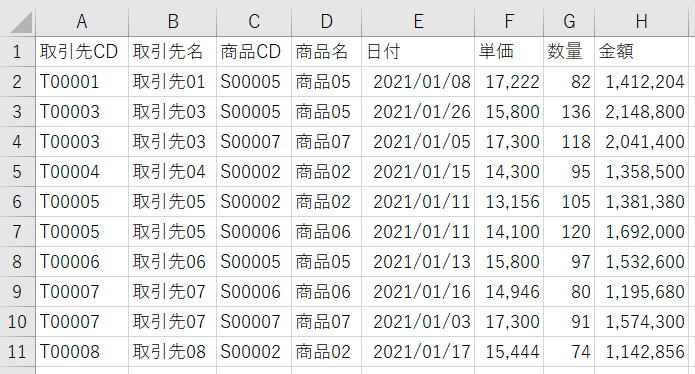 A B C D E F G H
1 取引先CD 取引先名 商品CD 商品名 日付 単価 数量 金額
2 T00001 取引先01 S00005 商品05 2021/01/08 17,222 82 1,412,204
3 T00003 取引先03 S00005 商品05 2021/01/26 15,800 136 2,148,800
4 T00003 取引先03 S00007 商品07 2021/01/05 17,300 118 2,041,400
5 T00004 取引先04 S00002 商品02 2021/01/15 14,300 95 1,358,500
6 T00005 取引先05 S00002 商品02 2021/01/11 13,156 105 1,381,380
7 T00005 取引先05 S00006 商品06 2021/01/11 14,100 120 1,692,000
8 T00006 取引先06 S00005 商品05 2021/01/13 15,800 97 1,532,600
9 T00007 取引先07 S00006 商品06 2021/01/16 14,946 80 1,195,680
10 T00007 取引先07 S00007 商品07 2021/01/03 17,300 91 1,574,300
11 T00008 取引先08 S00002 商品02 2021/01/17 15,444 74 1,142,856